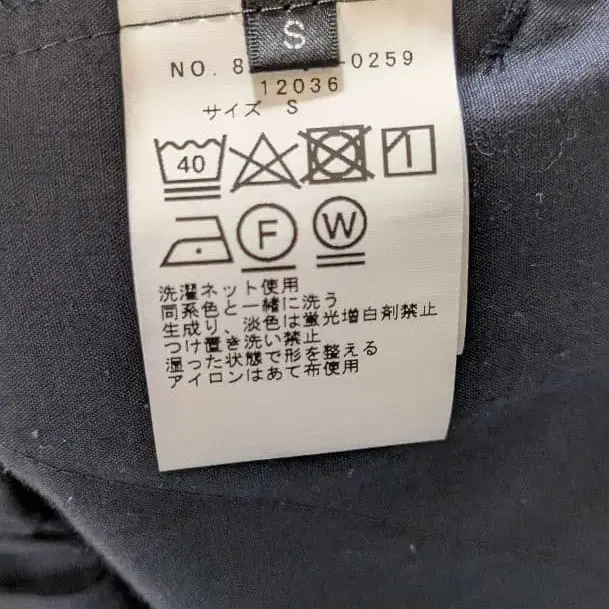 S
NO. 8 -0259
12036
サイズ S
40
F
W
洗濯ネット使用
同系色と一緒に洗う
生成り、淡色は蛍光増白剤禁止
つけ置き洗い禁止
湿った状態で形を整える
アイロンはあて布使用